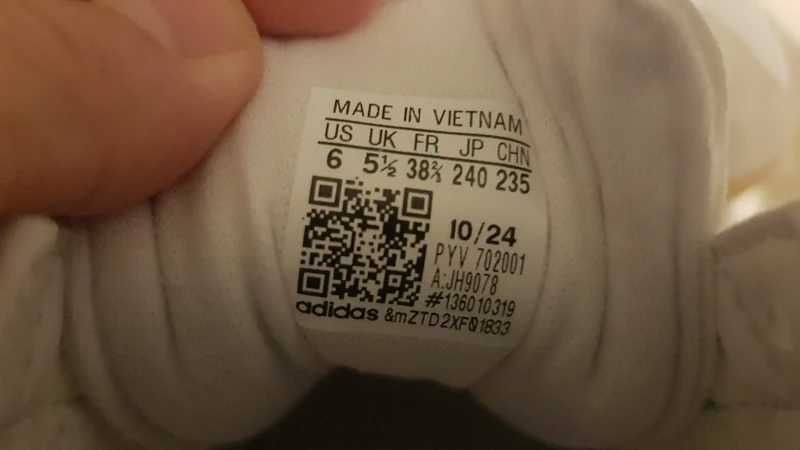 MADE IN VIETNAM
US UK FR JP CHN
6 5½ 38⅔ 240 235
10/24
PYV 702001
A:JH9078
#136010319
adidas &mZTD2XF01833